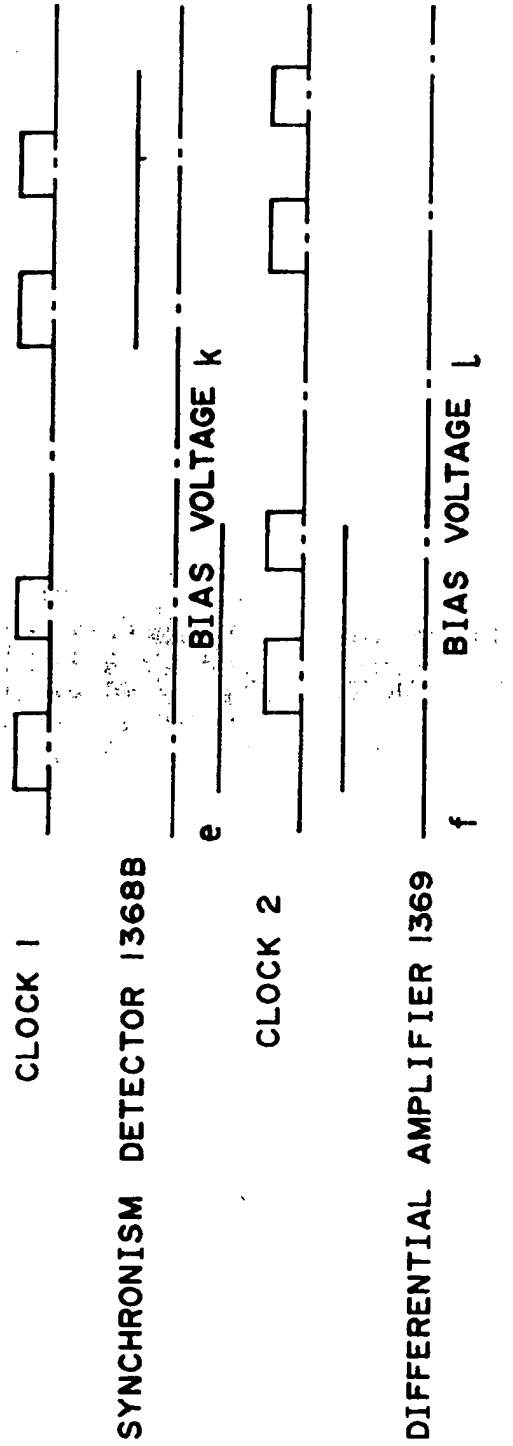 CLOCK 1
SYNCHRONISM DETECTOR 1368B
e
BIAS VOLTAGE k
CLOCK 2
DIFFERENTIAL AMPLIFIER 1369
f
BIAS VOLTAGE l